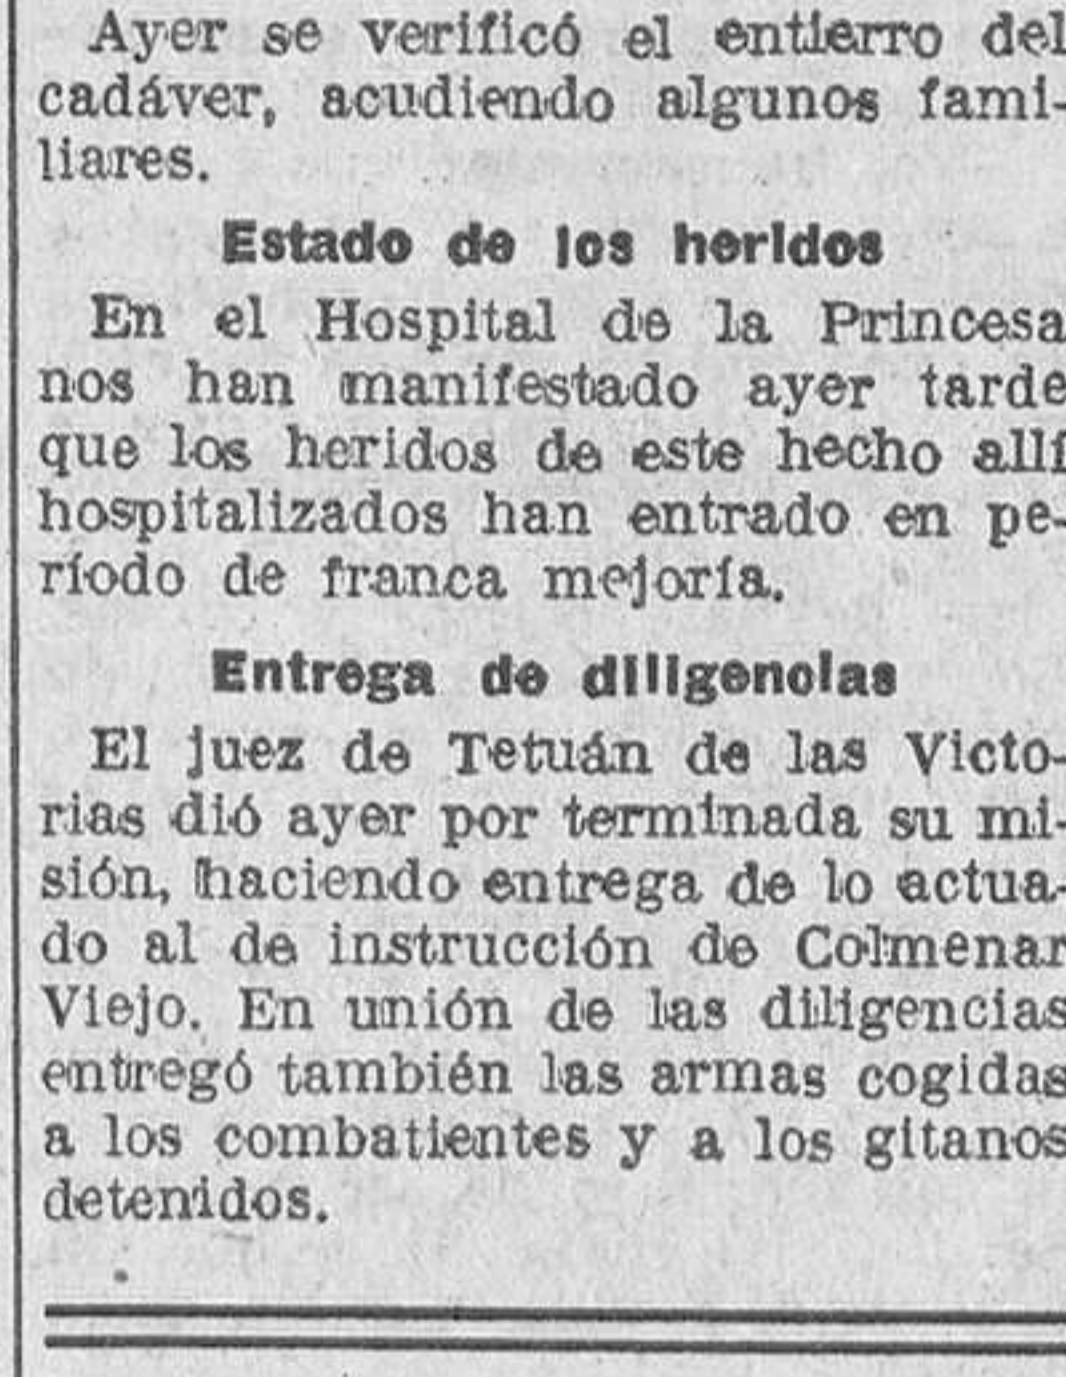 Ayer se verificó el entierro del
cadáver, acudiendo algunos fami-
liares.
Estado de los heridos
En el Hospital de la Princesa
nos han manifestado ayer tarde
que los heridos de este hecho allí
hospitalizados han entrado en pe-
ríodo de franca mejoría.
Entrega de diligencias
El juez de Tetuán de las Victo-
rias dió ayer por terminada su mi-
sión, haciendo entrega de lo actua-
do al de instrucción de Colmenar
Viejo. En unión de las diligencias
entregó también las armas cogidas
a los combatientes y a los gitanos
detenidos.